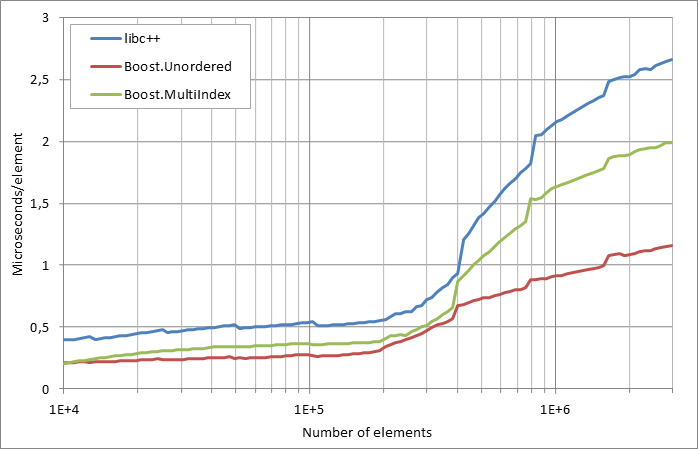 3
libc++
Boost.Unordered
Boost.MultiIndex
2,5
2
1,5
1
0,5
0
Microseconds/element
1E+4
1E+5
1E+6
Number of elements